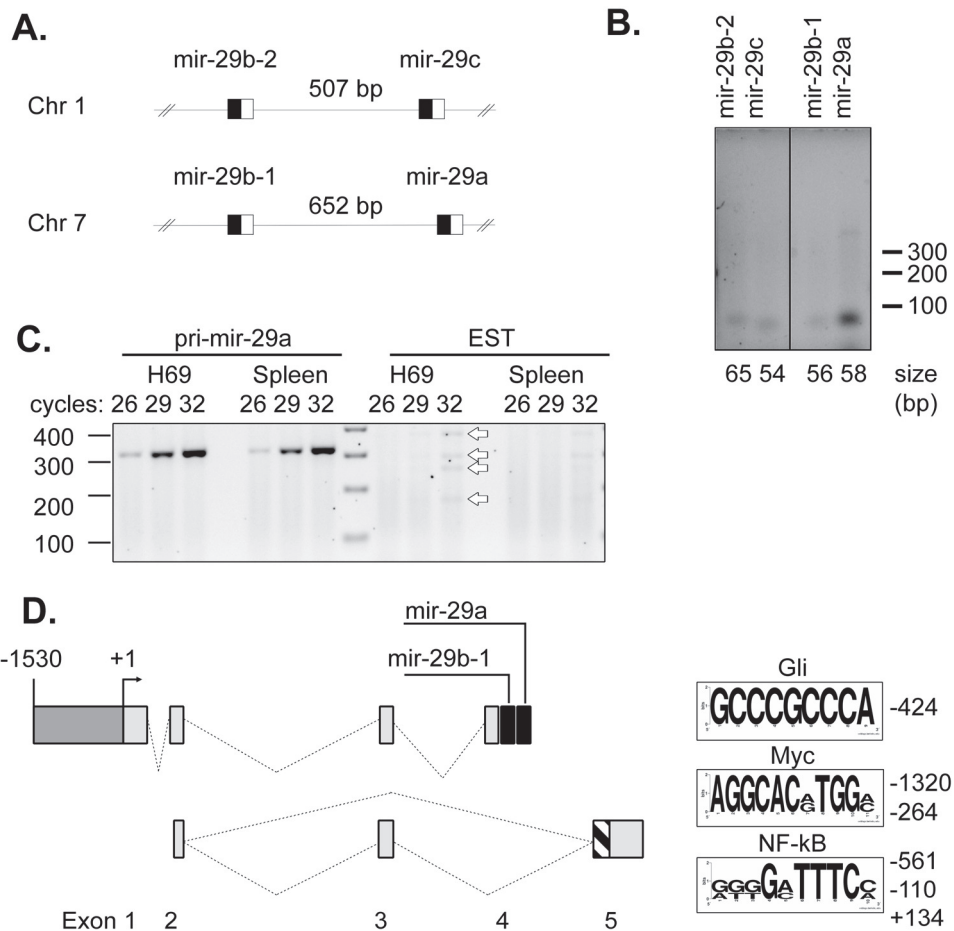 A.
mir-29b-2
mir-29c
Chr 1
507 bp
mir-29b-1
mir-29a
Chr 7
652 bp
B.
mir-29b-2
mir-29c
mir-29b-1
mir-29a
300
200
100
65 54 56 58 size
(bp)
C.
pri-mir-29a EST
H69 Spleen H69 Spleen
cycles: 26 29 32 26 29 32 26 29 32 26 29 32
400
300
200
100
D.
mir-29a
-1530 +1 mir-29b-1
Exon 1 2 3 4 5
Gli
GCCCGCCCA
-424
Myc
AGGCAC TGG
-1320
-264
NF-kB
GGGGATTTCC
-561
-110
+134